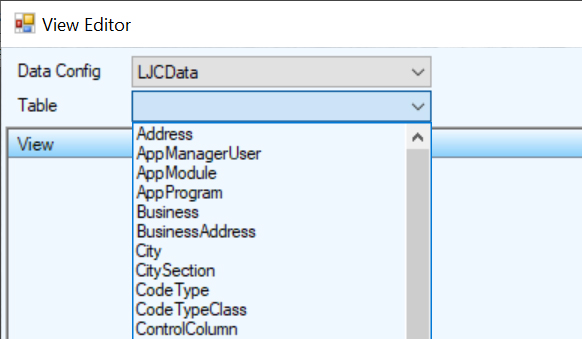 View Editor
Data Config LJCData
Table
View
Address
AppManagerUser
AppModule
AppProgram
Business
BusinessAddress
City
CitySection
CodeType
CodeTypeClass
ControlColumn